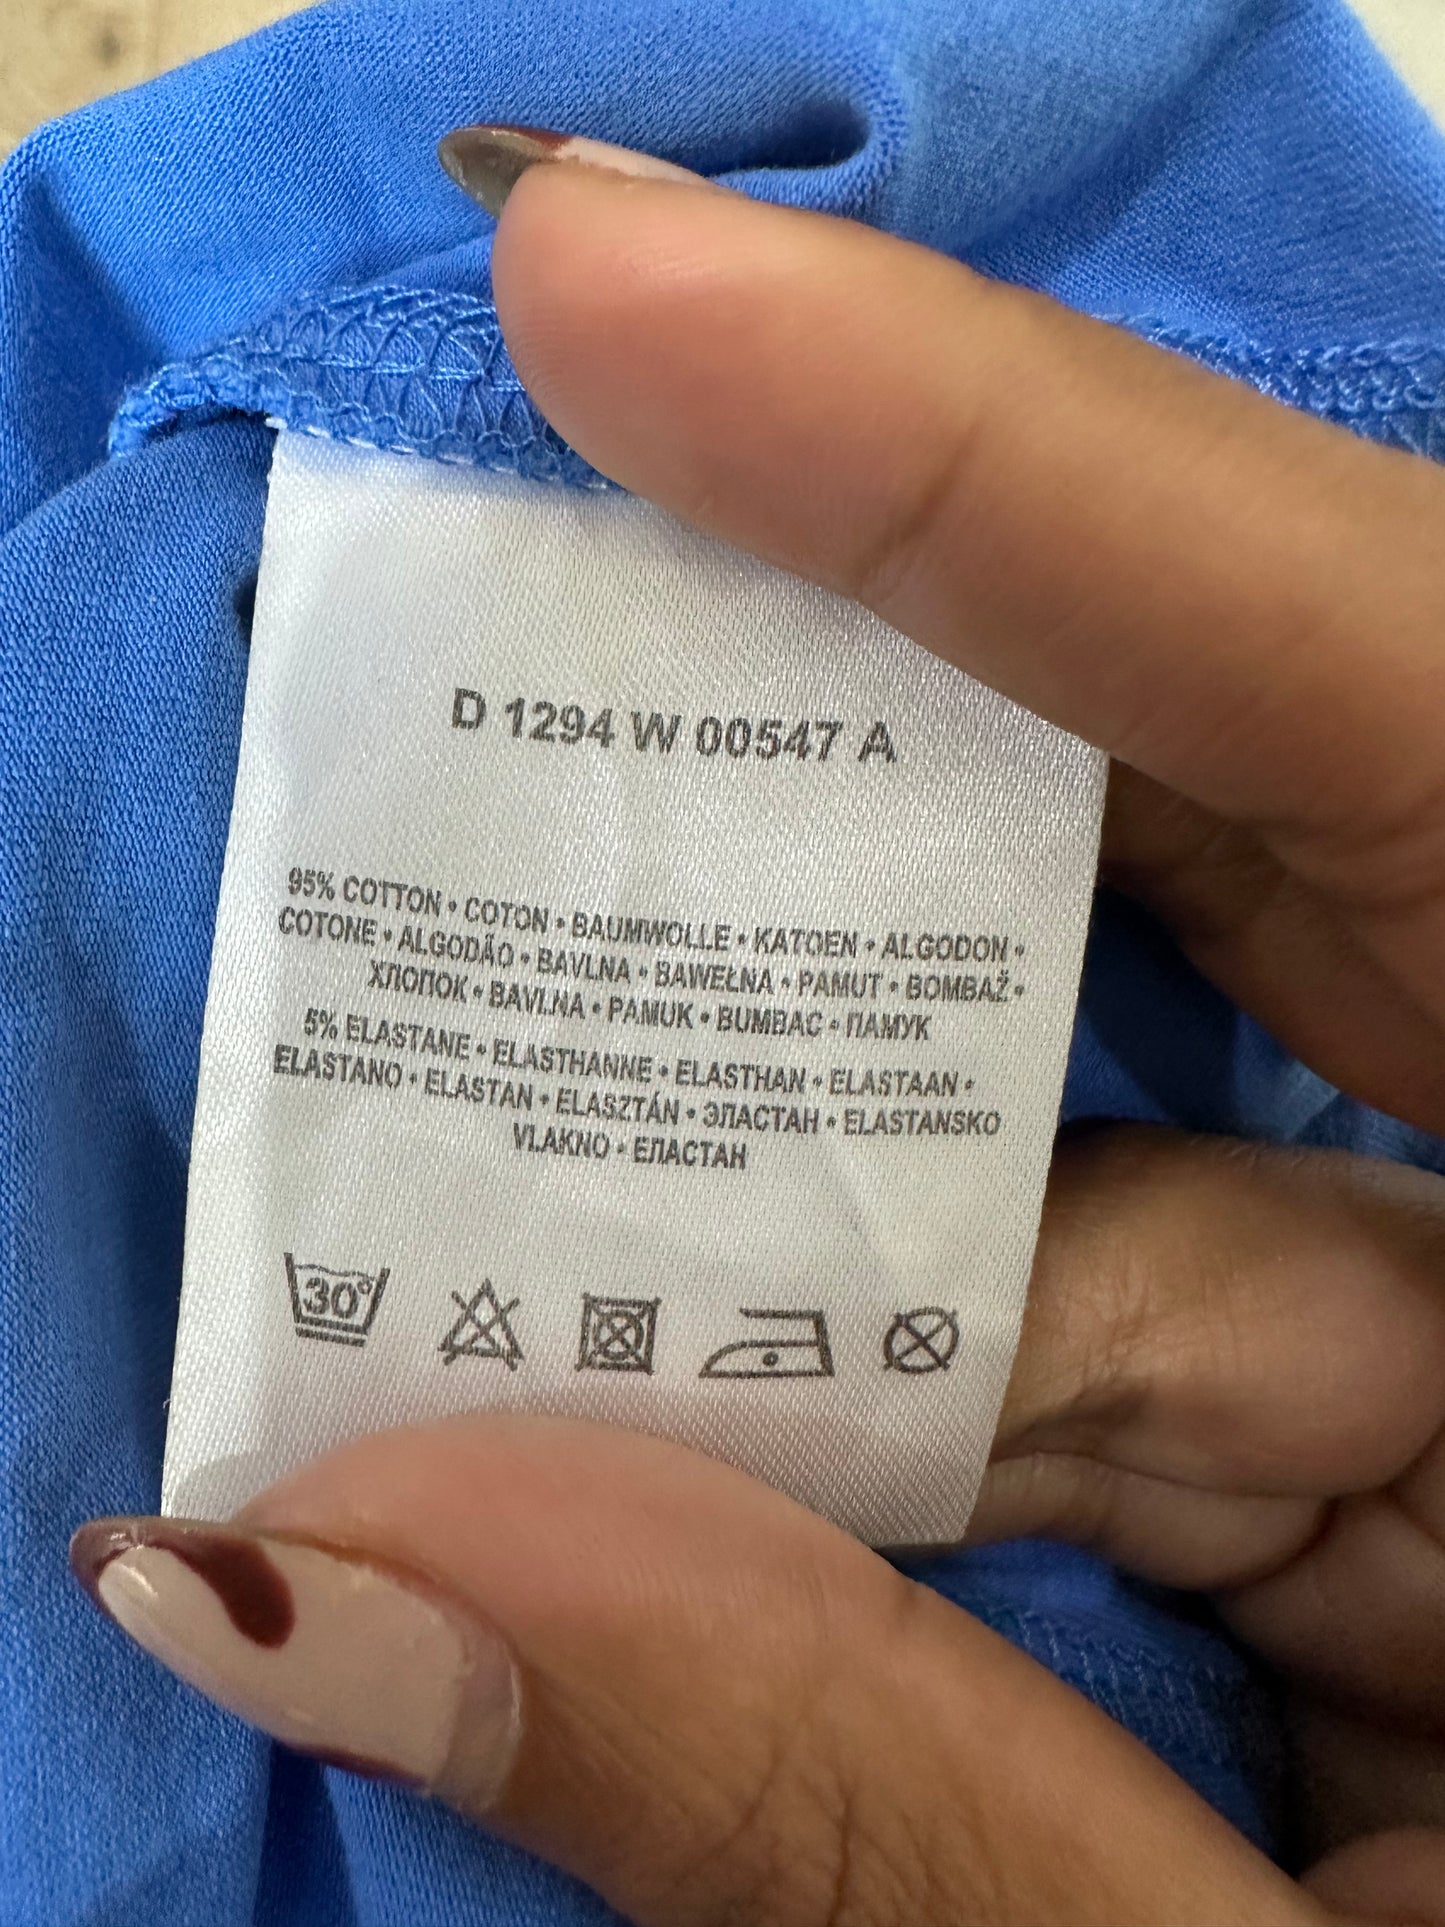 D 1294 W 00547 A
95% COTTON • COTON • BAUMWOLLE • KATOEN • ALGODON •
COTONE • ALGODÃO • BAVLNA • BAWEŁNA • PAMUT • BOMBAŽ •
ХЛОПОК • BAVLNA • PAMUK • BUMBAC • ПАМУК
5% ELASTANE • ELASTHANNE • ELASTHAN • ELASTAAN •
ELASTANO • ELASTAN • ELASZTÁN • ЭЛАСТАН • ELASTANSKO
VLAKNO • ЕЛАСТАН
30°